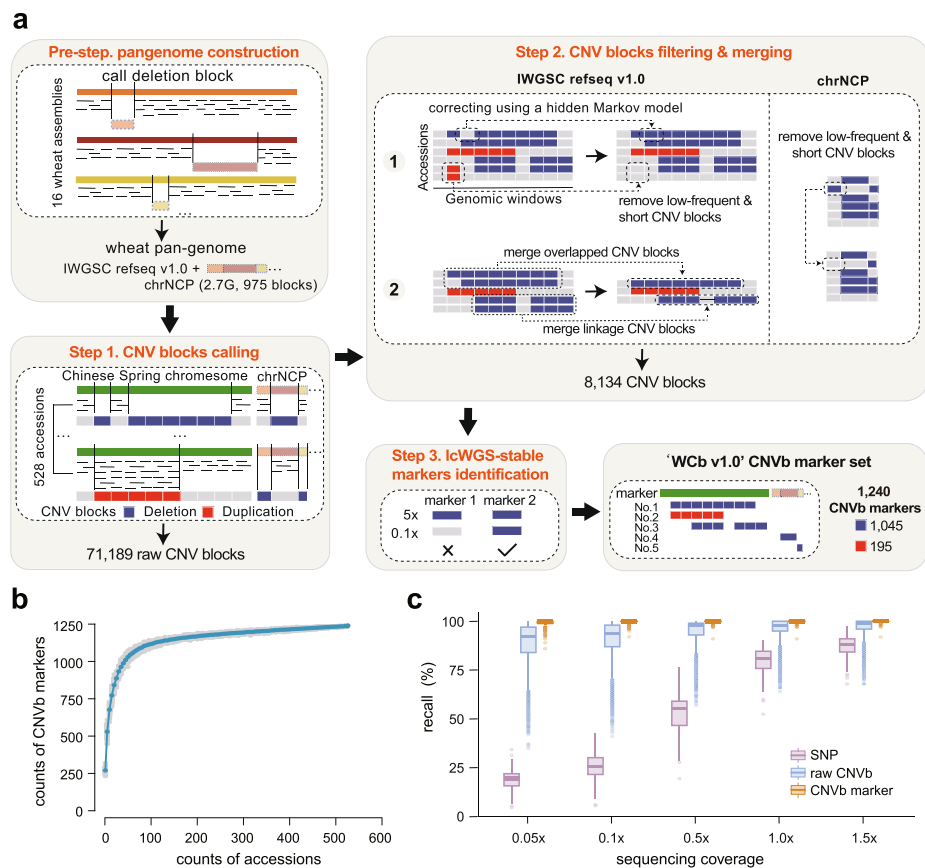 a
Pre-step. pangenome construction
call deletion block
16 wheat assemblies
...
wheat pan-genome
IWGSC refseq v1.0 + ...
chrNCP (2.7G, 975 blocks)
Step 1. CNV blocks calling
Chinese Spring chromosome
chrNCP
528 accessions
...
...
...
...
CNV blocks: Deletion Duplication
71,189 raw CNV blocks
Step 2. CNV blocks filtering & merging
IWGSC refseq v1.0
chrNCP
correcting using a hidden Markov model
1
Accessions
Genomic windows
remove low-frequent &
short CNV blocks
remove low-frequent &
short CNV blocks
2
merge overlapped CNV blocks
merge linkage CNV blocks
8,134 CNV blocks
Step 3. lcWGS-stable
markers identification
marker 1 marker 2
5x
0.1x
'WCb v1.0' CNVb marker set
marker ...
No.1
No.2
No.3
No.4
No.5
1,240
CNVb markers
1,045
195
b
counts of CNVb markers
1250
1000
750
500
250
0
0 100 200 300 400 500 600
counts of accessions
c
recall (%)
100
75
50
25
0
SNP
raw CNVb
CNVb marker
0.05x 0.1x 0.5x 1.0x 1.5x
sequencing coverage